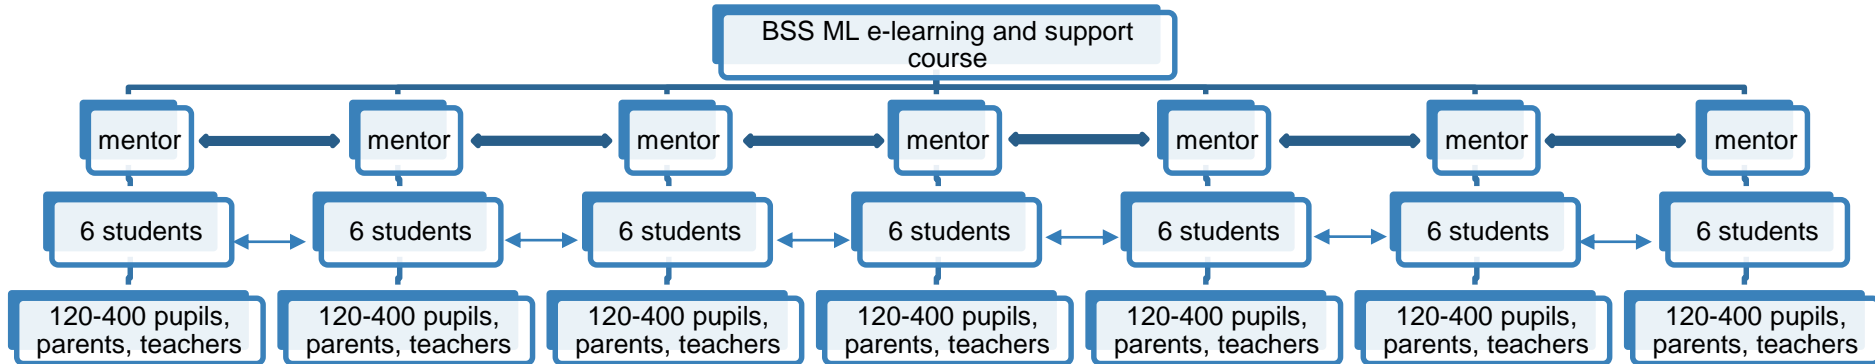 BSS ML e-learning and support
course
mentor
mentor
mentor
mentor
mentor
mentor
mentor
6 students
6 students
6 students
6 students
6 students
6 students
6 students
120-400 pupils,
parents, teachers
120-400 pupils,
parents, teachers
120-400 pupils,
parents, teachers
120-400 pupils,
parents, teachers
120-400 pupils,
parents, teachers
120-400 pupils,
parents, teachers
120-400 pupils,
parents, teachers